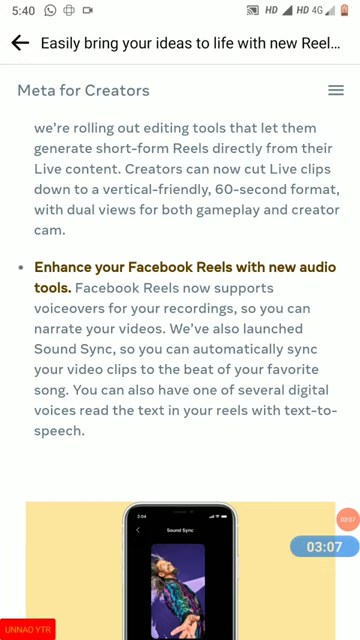 5:40
HD
HD 4G
Easily bring your ideas to life with new Reel...
Meta for Creators
we're rolling out editing tools that let them
generate short-form Reels directly from their
Live content. Creators can now cut Live clips
down to a vertical-friendly, 60-second format,
with dual views for both gameplay and creator
cam.
• Enhance your Facebook Reels with new audio
tools. Facebook Reels now supports
voiceovers for your recordings, so you can
narrate your videos. We've also launched
Sound Sync, so you can automatically sync
your video clips to the beat of your favorite
song. You can also have one of several digital
voices read the text in your reels with text-to-
speech.
03:07
03:07
2:04
Sound Sync
UNNAO YTR